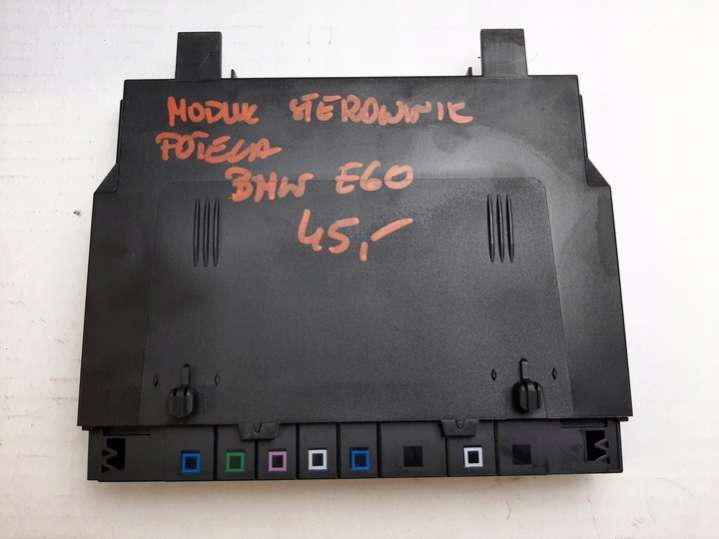 MODUŁ STEROWNIK
FOTELA
BMW E60
45,-